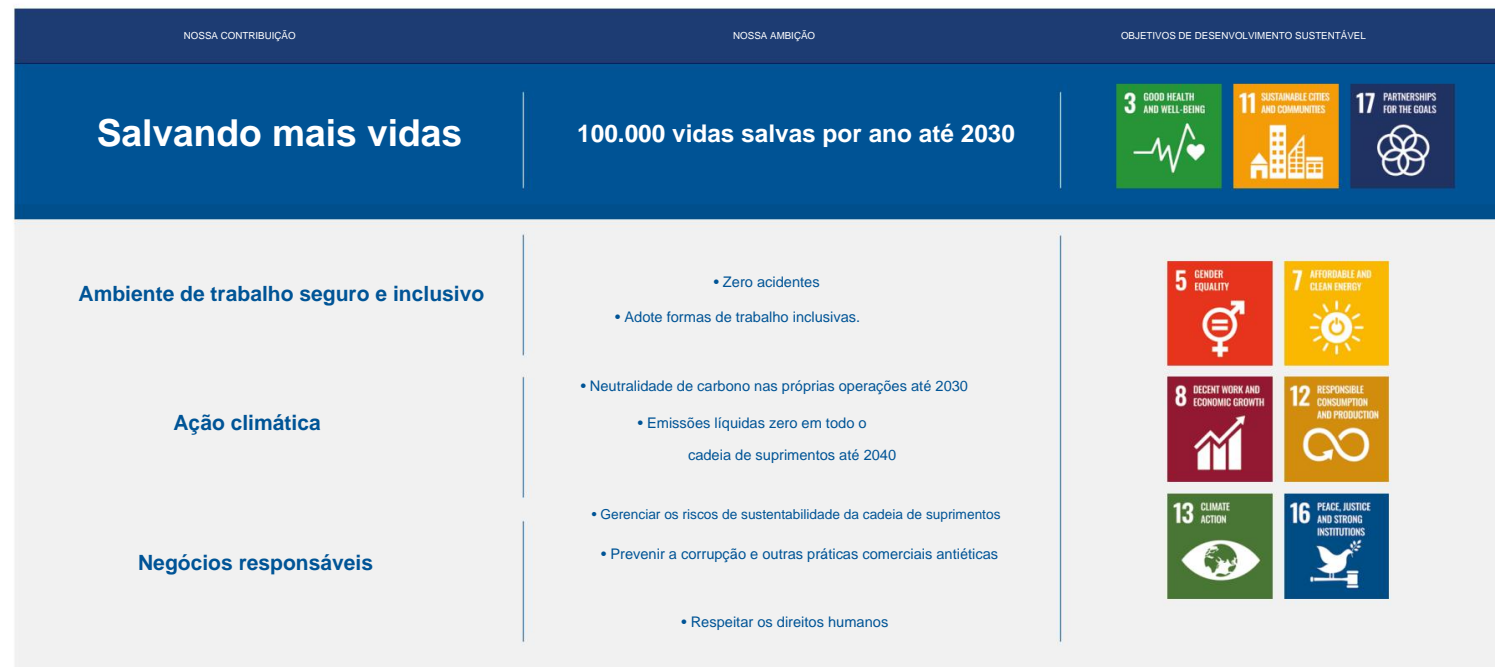 NOSSA CONTRIBUIÇÃO
NOSSA AMBIÇÃO
OBJETIVOS DE DESENVOLVIMENTO SUSTENTÁVEL
Salvando mais vidas
100.000 vidas salvas por ano até 2030
3 GOOD HEALTH
AND WELL-BEING
11 SUSTAINABLE CITIES
AND COMMUNITIES
17 PARTNERSHIPS
FOR THE GOALS
Ambiente de trabalho seguro e inclusivo
• Zero acidentes
• Adote formas de trabalho inclusivas.
5 GENDER
EQUALITY
7 AFFORDABLE AND
CLEAN ENERGY
Ação climática
• Neutralidade de carbono nas próprias operações até 2030
• Emissões líquidas zero em todo o
cadeia de suprimentos até 2040
8 DECENT WORK AND
ECONOMIC GROWTH
12 RESPONSIBLE
CONSUMPTION
AND PRODUCTION
Negócios responsáveis
• Gerenciar os riscos de sustentabilidade da cadeia de suprimentos
• Prevenir a corrupção e outras práticas comerciais antiéticas
• Respeitar os direitos humanos
13 CLIMATE
ACTION
16 PEACE, JUSTICE
AND STRONG
INSTITUTIONS